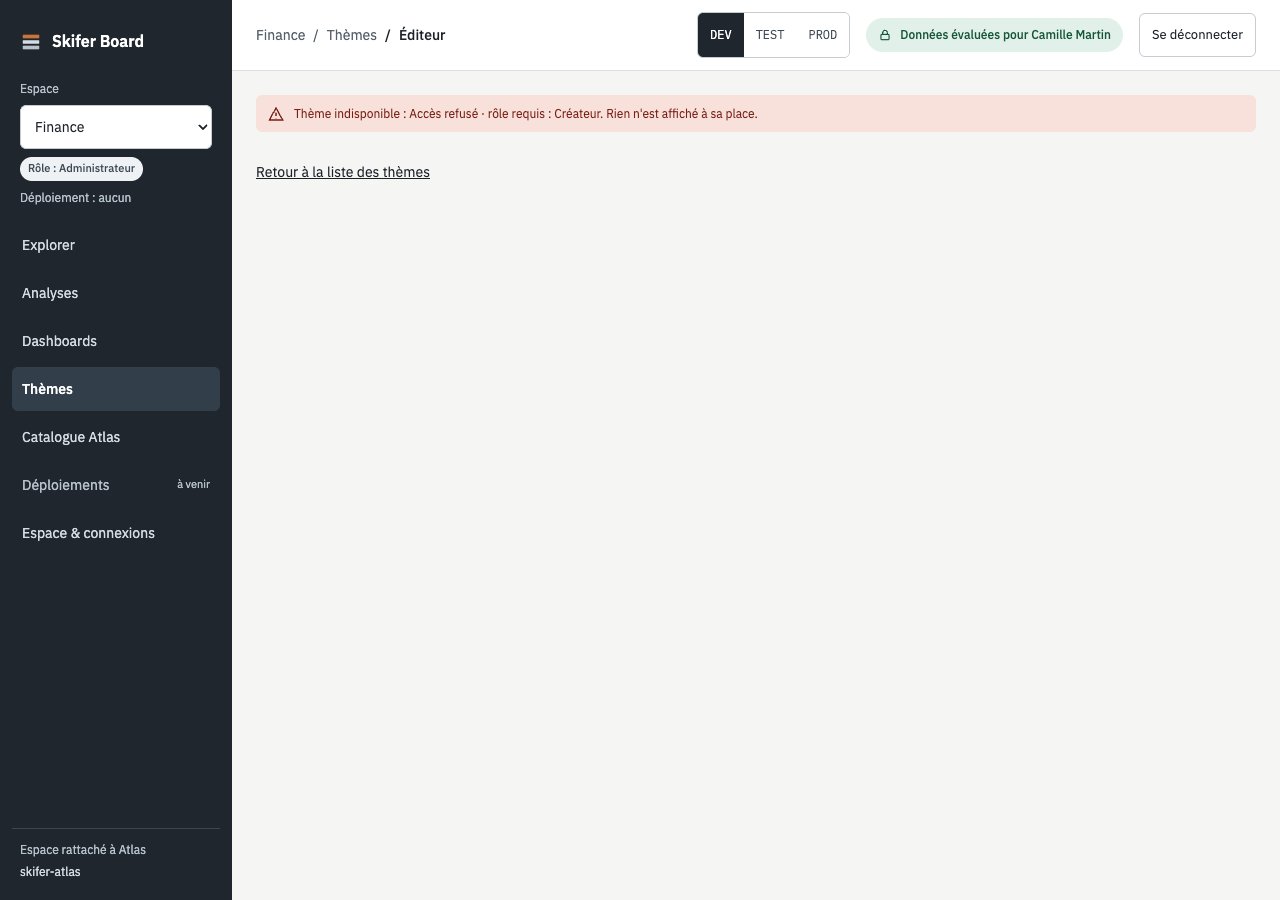 Skifer Board
Espace
Finance
Rôle : Administrateur
Déploiement : aucun
Explorer
Analyses
Dashboards
Thèmes
Catalogue Atlas
Déploiements à venir
Espace & connexions
Espace rattaché à Atlas
skifer-atlas
Finance / Thèmes / Éditeur
DEV TEST PROD
Données évaluées pour Camille Martin
Se déconnecter
Thème indisponible : Accès refusé · rôle requis : Créateur. Rien n'est affiché à sa place.
Retour à la liste des thèmes